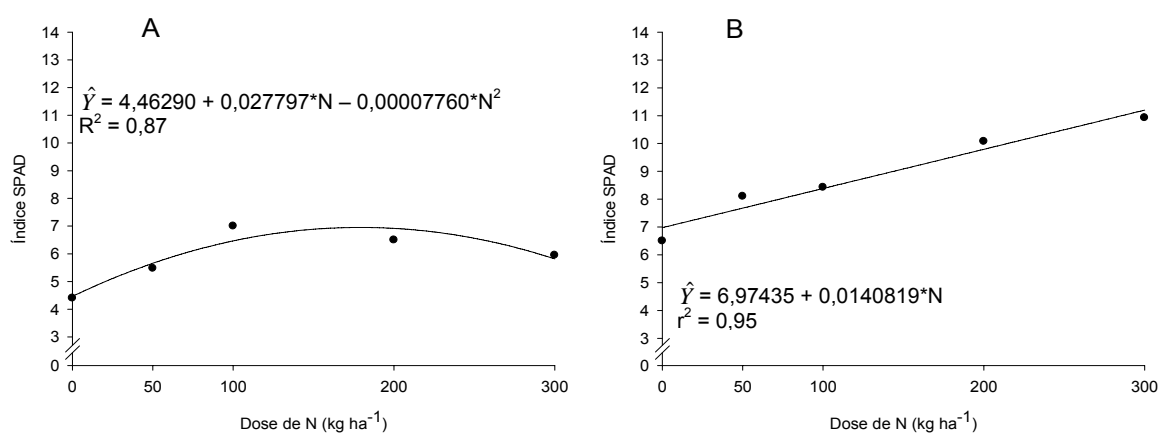 A
Ŷ = 4,46290 + 0,027797*N – 0,00007760*N²
R² = 0,87
14
13
12
11
10
9
8
7
6
5
4
3
0
Índice SPAD
0 50 100 200 300
Dose de N (kg ha⁻¹)
B
14
13
12
11
10
9
8
7
6
5
4
3
0
Índice SPAD
Ŷ = 6,97435 + 0,0140819*N
r² = 0,95
0 50 100 200 300
Dose de N (kg ha⁻¹)